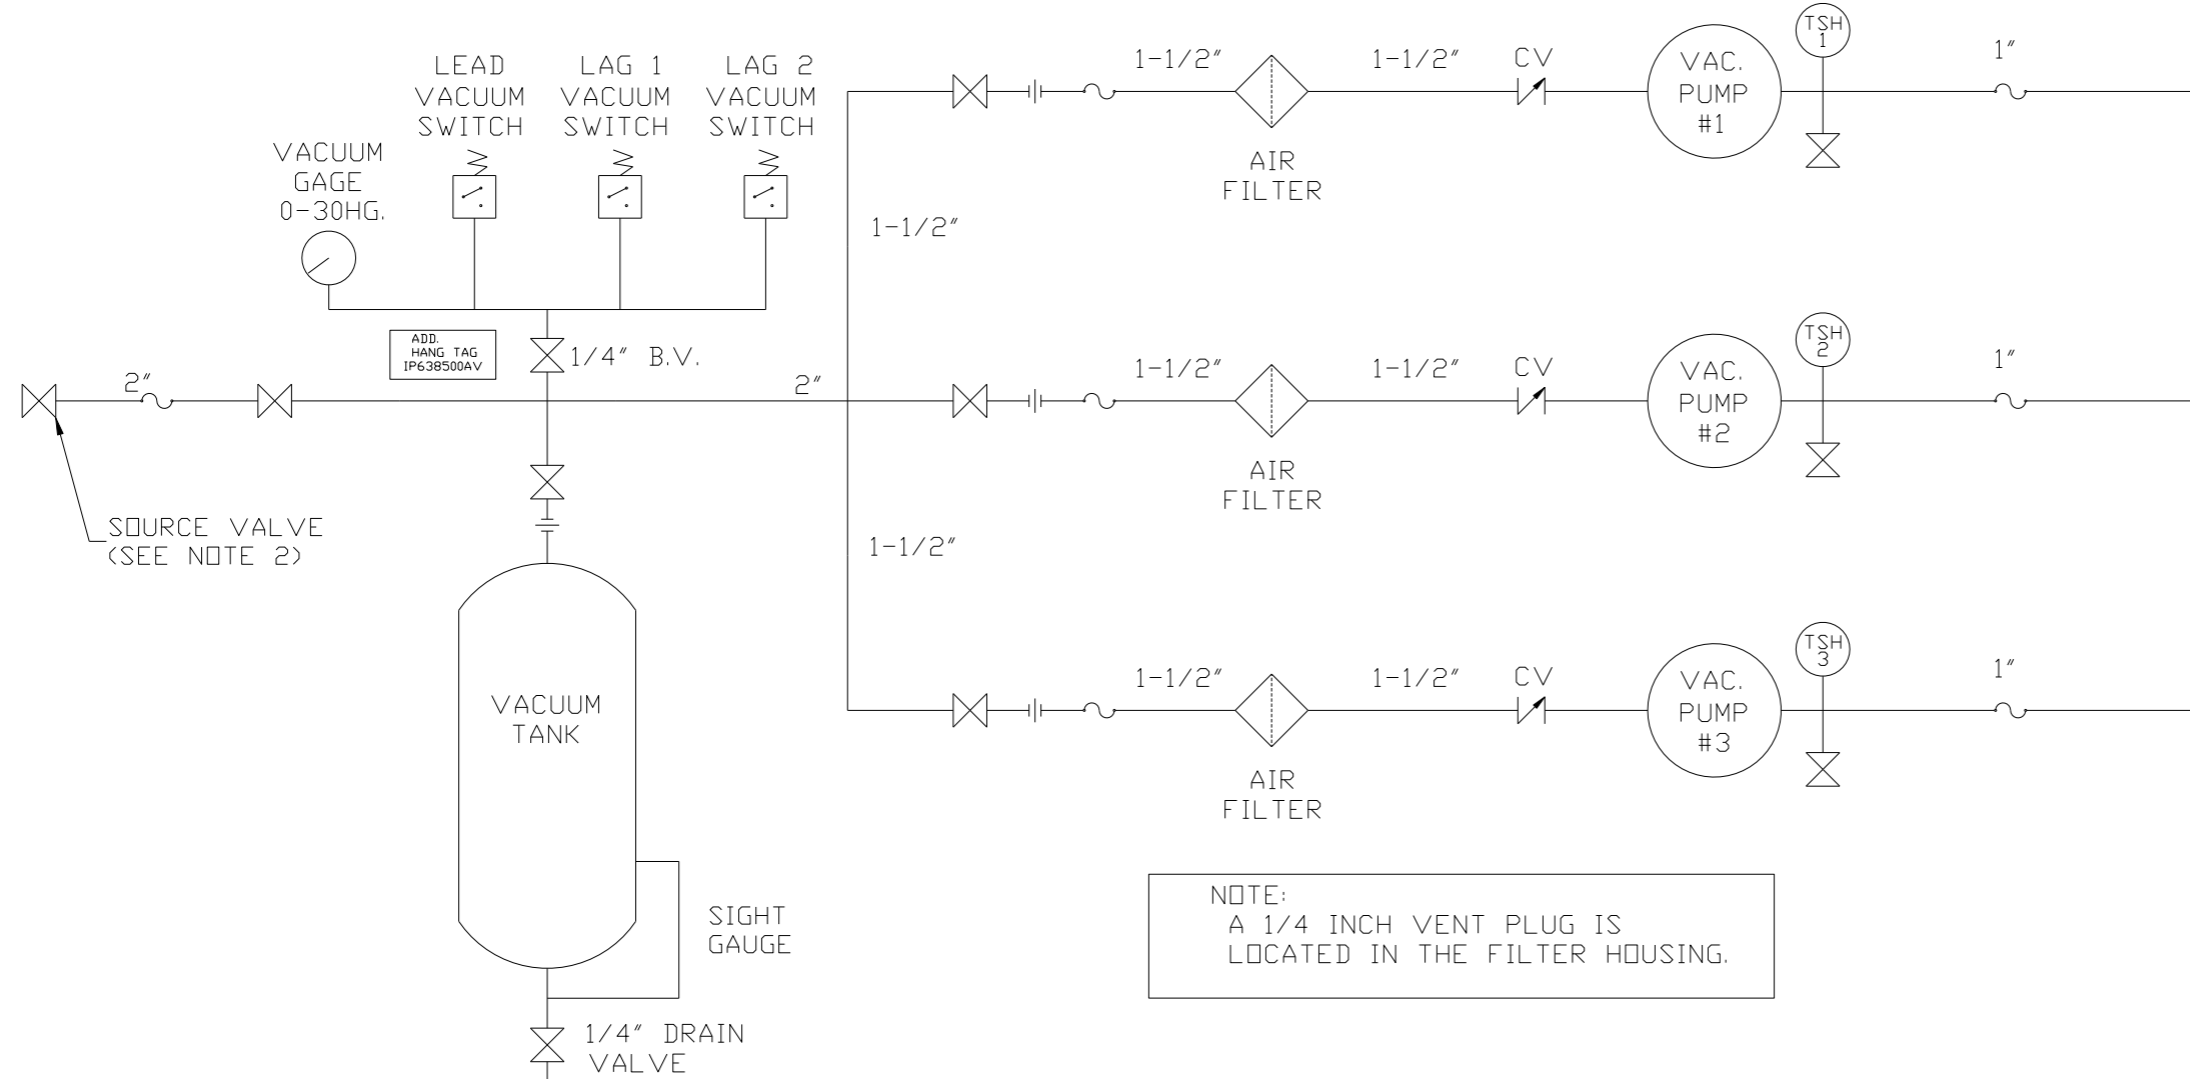 LEAD
VACUUM
SWITCH
LAG 1
VACUUM
SWITCH
LAG 2
VACUUM
SWITCH
VACUUM
GAGE
0-30HG.
ADD.
HANG TAG
IP638500AV
1/4" B.V.
2"
2"
SOURCE VALVE
(SEE NOTE 2)
VACUUM
TANK
SIGHT
GAUGE
1/4" DRAIN
VALVE
1-1/2"
1-1/2"
1-1/2"
AIR
FILTER
1-1/2"
CV
VAC.
PUMP
#1
TSH
1
1"
1-1/2"
AIR
FILTER
1-1/2"
CV
VAC.
PUMP
#2
TSH
2
1"
1-1/2"
AIR
FILTER
1-1/2"
CV
VAC.
PUMP
#3
TSH
3
1"
NOTE:
A 1/4 INCH VENT PLUG IS
LOCATED IN THE FILTER HOUSING.